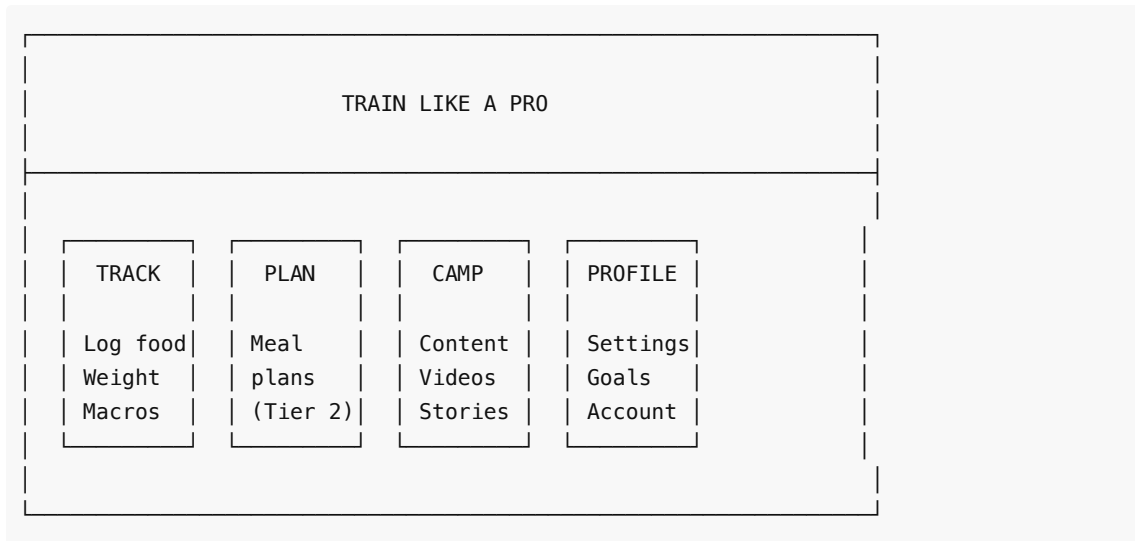 TRAIN LIKE A PRO
TRACK PLAN CAMP PROFILE
Log food Meal Content Settings
Weight plans Videos Goals
Macros (Tier 2) Stories Account